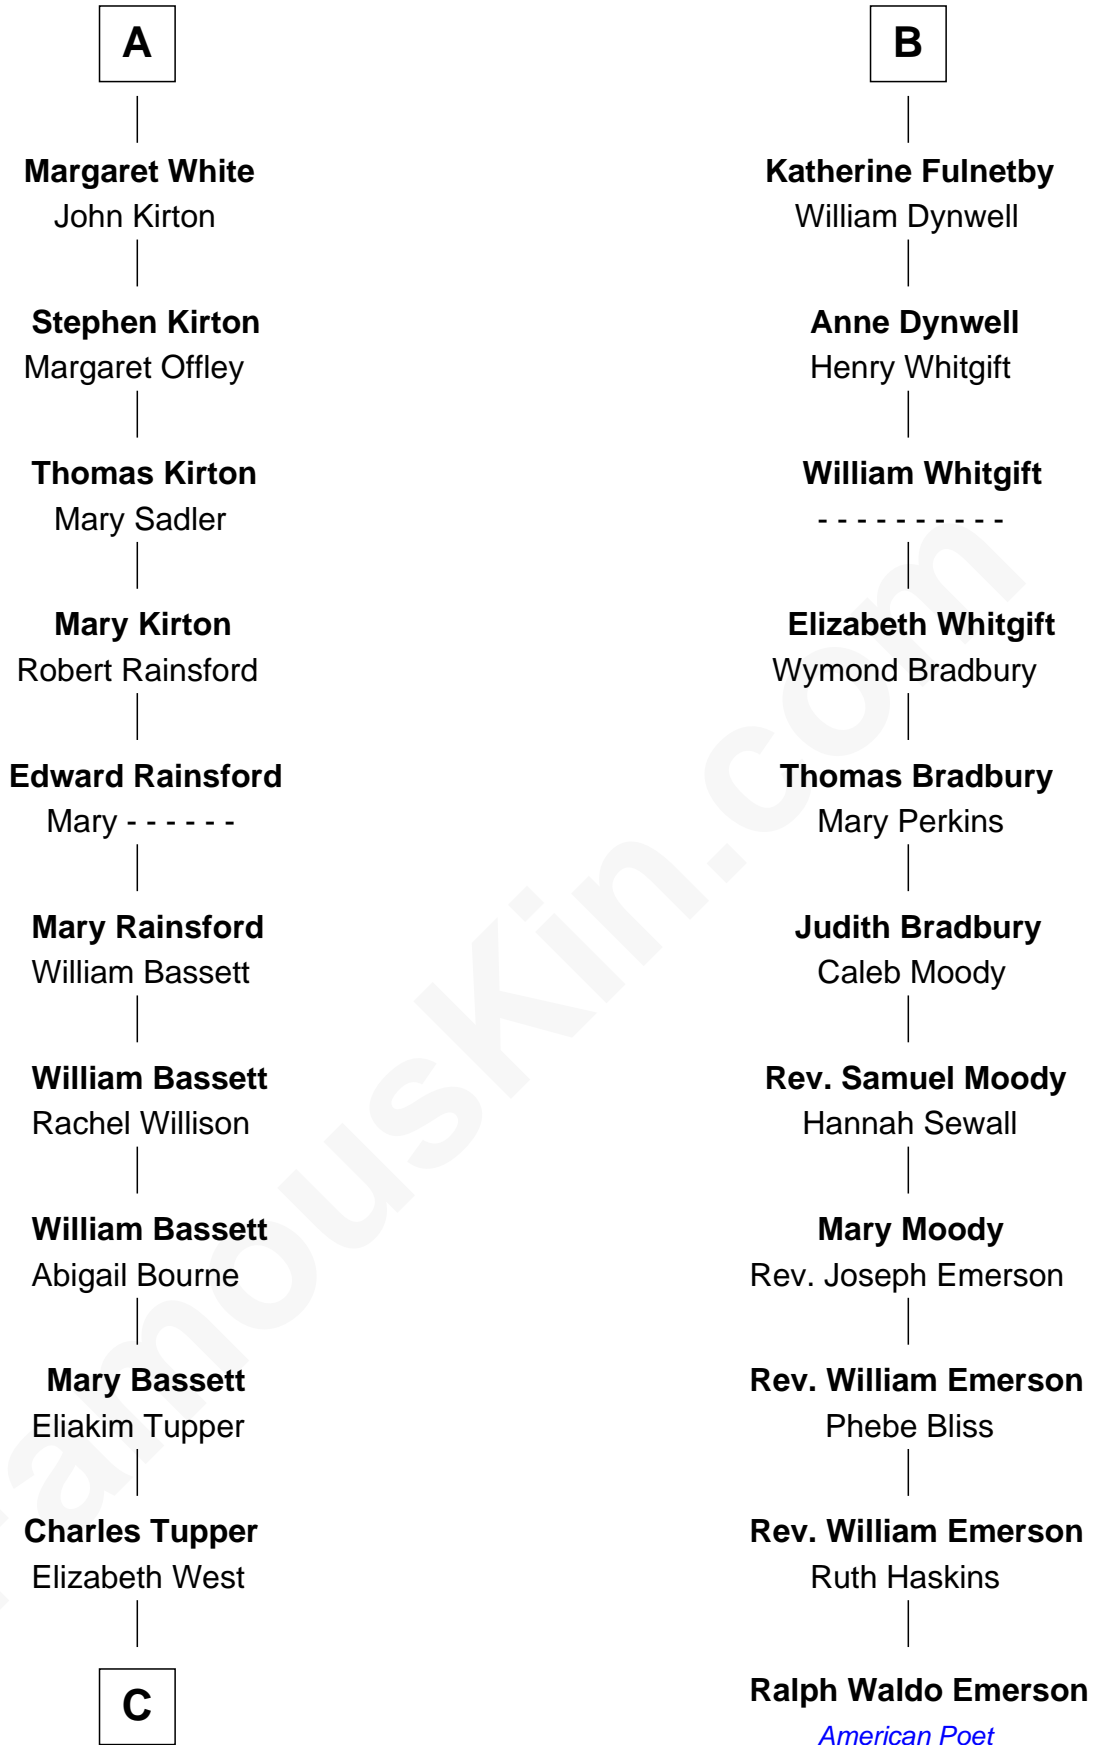 A
Margaret White
John Kirton
Stephen Kirton
Margaret Offley
Thomas Kirton
Mary Sadler
Mary Kirton
Robert Rainsford
Edward Rainsford
Mary - - - - - -
Mary Rainsford
William Bassett
William Bassett
Rachel Willison
William Bassett
Abigail Bourne
Mary Bassett
Eliakim Tupper
Charles Tupper
Elizabeth West
C
B
Katherine Fulnetby
William Dynwell
Anne Dynwell
Henry Whitgift
William Whitgift
- - - - - - - - - -
Elizabeth Whitgift
Wymond Bradbury
Thomas Bradbury
Mary Perkins
Judith Bradbury
Caleb Moody
Rev. Samuel Moody
Hannah Sewall
Mary Moody
Rev. Joseph Emerson
Rev. William Emerson
Phebe Bliss
Rev. William Emerson
Ruth Haskins
Ralph Waldo Emerson
American Poet
FamousKin.com